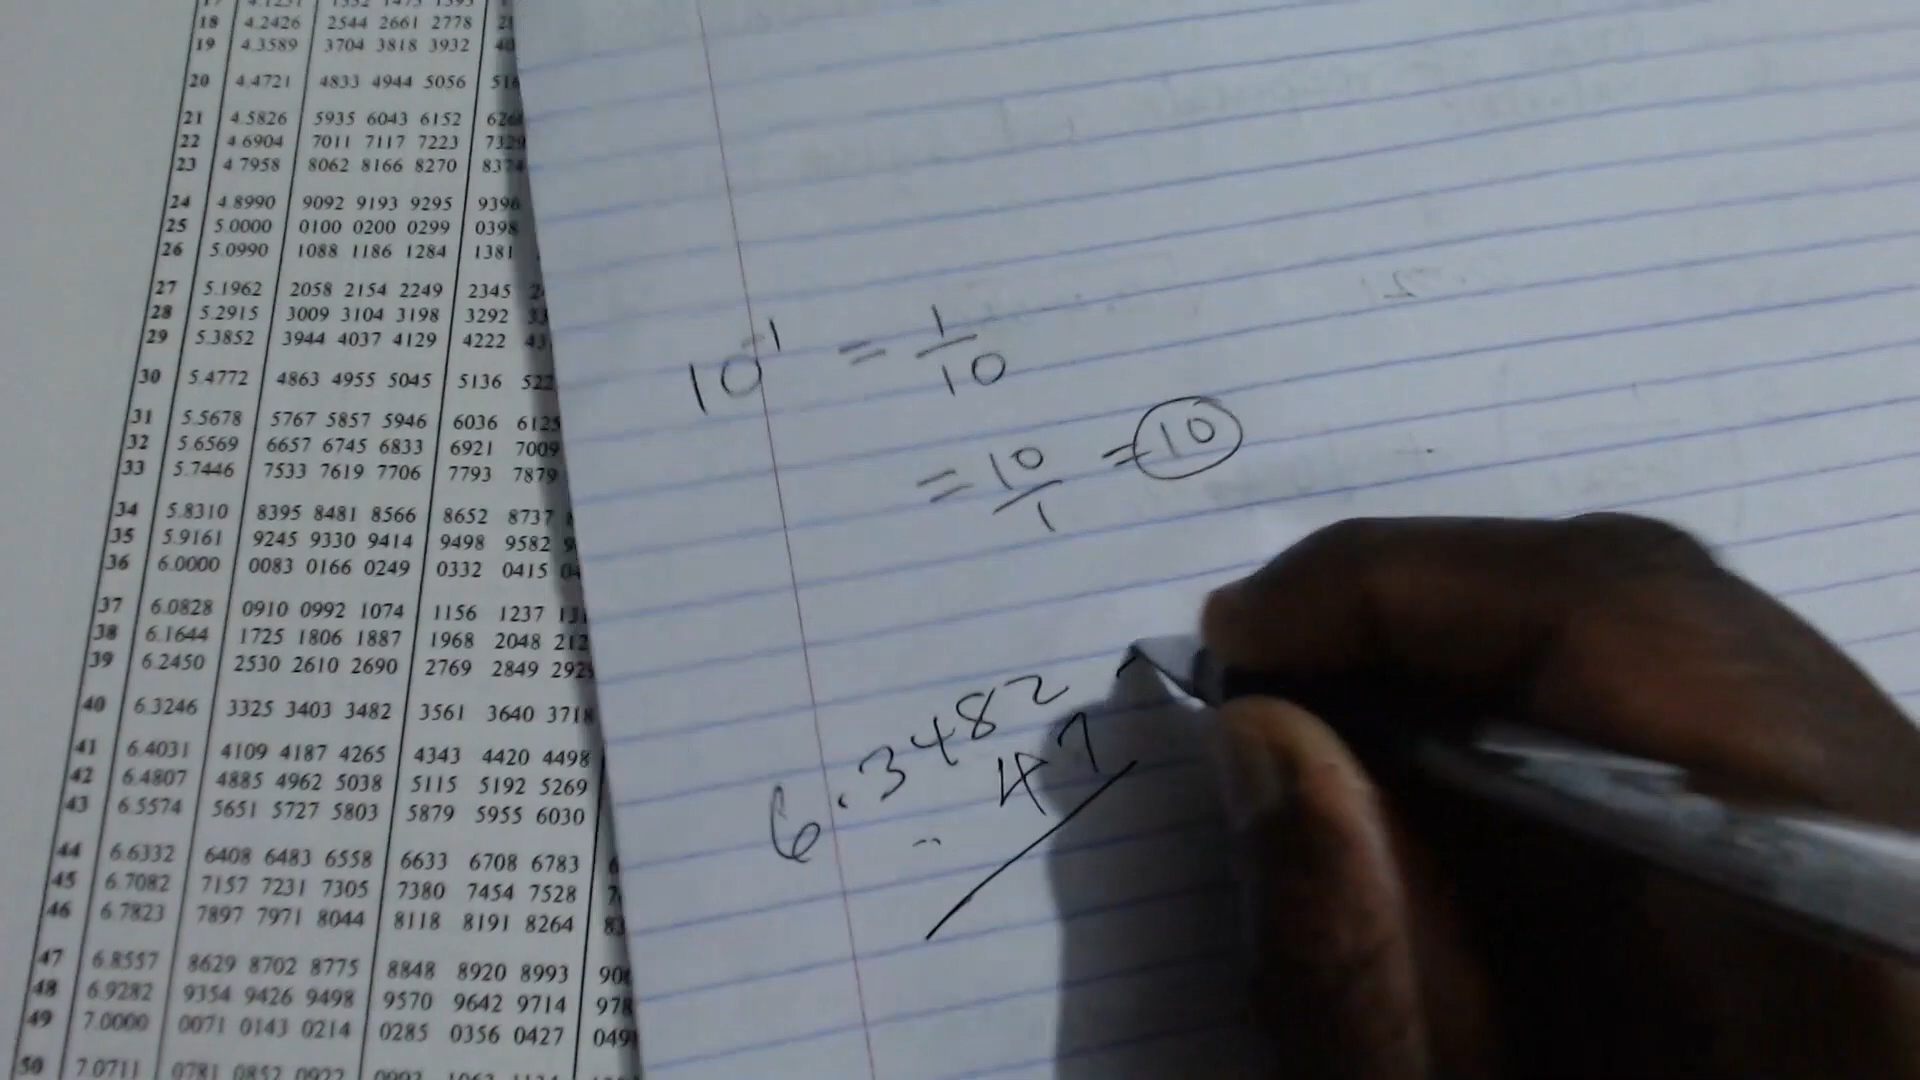 18 4.2426 2544 2661 2778
19 4.3589 3704 3818 3932
20 4.4721 4833 4944 5056
21 4.5826 5935 6043 6152
22 4.6904 7011 7117 7223
23 4.7958 8062 8166 8270
24 4.8990 9092 9193 9295 9396
25 5.0000 0100 0200 0299 0398
26 5.0990 1088 1186 1284 1381
27 5.1962 2058 2154 2249 2345
28 5.2915 3009 3104 3198 3292
29 5.3852 3944 4037 4129 4222
30 5.4772 4863 4955 5045 5136
31 5.5678 5767 5857 5946 6036 6125
32 5.6569 6657 6745 6833 6921 7009
33 5.7446 7533 7619 7706 7793 7879
34 5.8310 8395 8481 8566 8652 8737
35 5.9161 9245 9330 9414 9498 9582
36 6.0000 0083 0166 0249 0332 0415
37 6.0828 0910 0992 1074 1156 1237
38 6.1644 1725 1806 1887 1968 2048
39 6.2450 2530 2610 2690 2769 2849
40 6.3246 3325 3403 3482 3561 3640 3718
41 6.4031 4109 4187 4265 4343 4420 4498
42 6.4807 4885 4962 5038 5115 5192 5269
43 6.5574 5651 5727 5803 5879 5955 6030
44 6.6332 6408 6483 6558 6633 6708 6783
45 6.7082 7157 7231 7305 7380 7454 7528
46 6.7823 7897 7971 8044 8118 8191 8264
47 6.8557 8629 8702 8775 8848 8920 8993
48 6.9282 9354 9426 9498 9570 9642 9714
49 7.0000 0071 0143 0214 0285 0356 0427
50 7.0711 0781 0852 0922
10⁻¹ = 1/10
= 10/1 = 10
6.3482
47